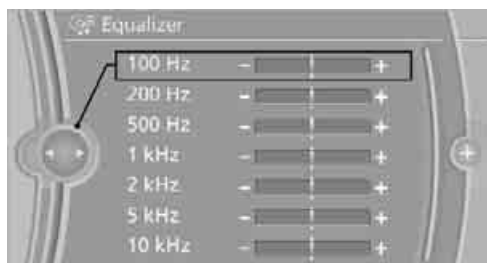 Equalizer
100 Hz - +
200 Hz - +
500 Hz - +
1 kHz - +
2 kHz - +
5 kHz - +
10 kHz - +